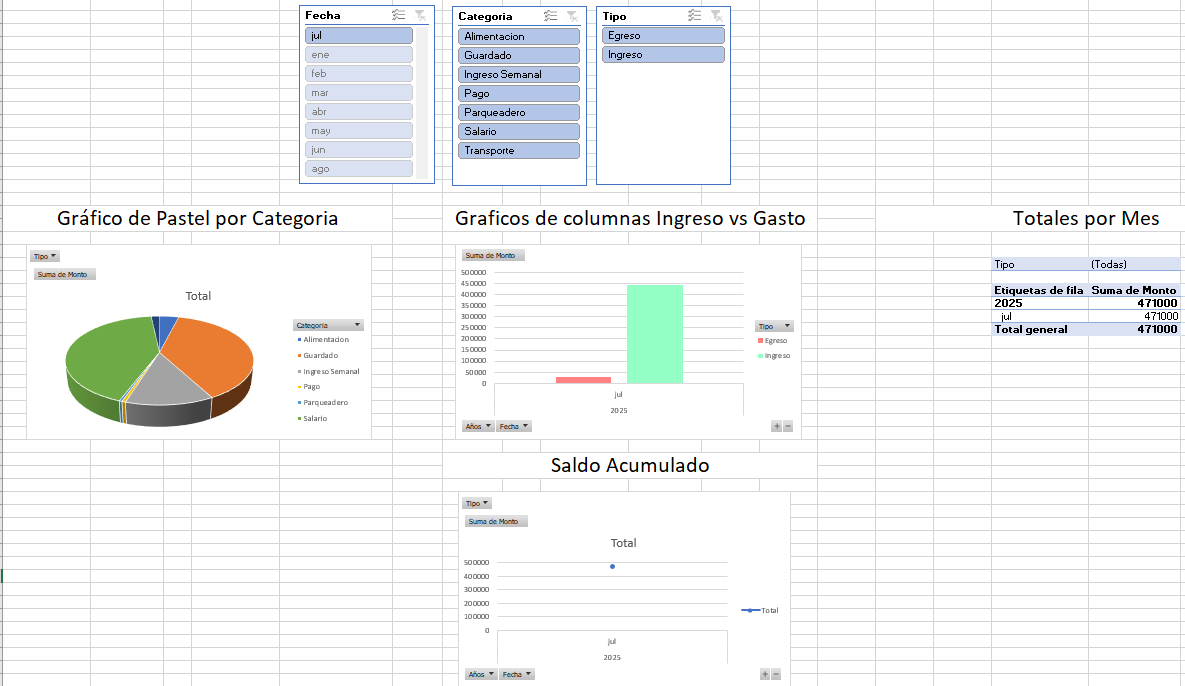 Fecha
jul
ene
feb
mar
abr
may
jun
ago
Categoria
Alimentacion
Guardado
Ingreso Semanal
Pago
Parqueadero
Salario
Transporte
Tipo
Egreso
Ingreso
Gráfico de Pastel por Categoria
Tipo
Suma de Monto
Total
Categoria
Alimentacion
Guardado
Ingreso Semanal
Pago
Parqueadero
Salario
Graficos de columnas Ingreso vs Gasto
Suma de Monto
500000
450000
400000
350000
300000
250000
200000
150000
100000
50000
0
jul
2025
Tipo
Egreso
Ingreso
Años Fecha
Totales por Mes
Tipo (Todas)
Etiquetas de fila Suma de Monto
2025 471000
jul 471000
Total general 471000
Saldo Acumulado
Tipo
Suma de Monto
Total
500000
400000
300000
200000
100000
0
jul
2025
Total
Años Fecha